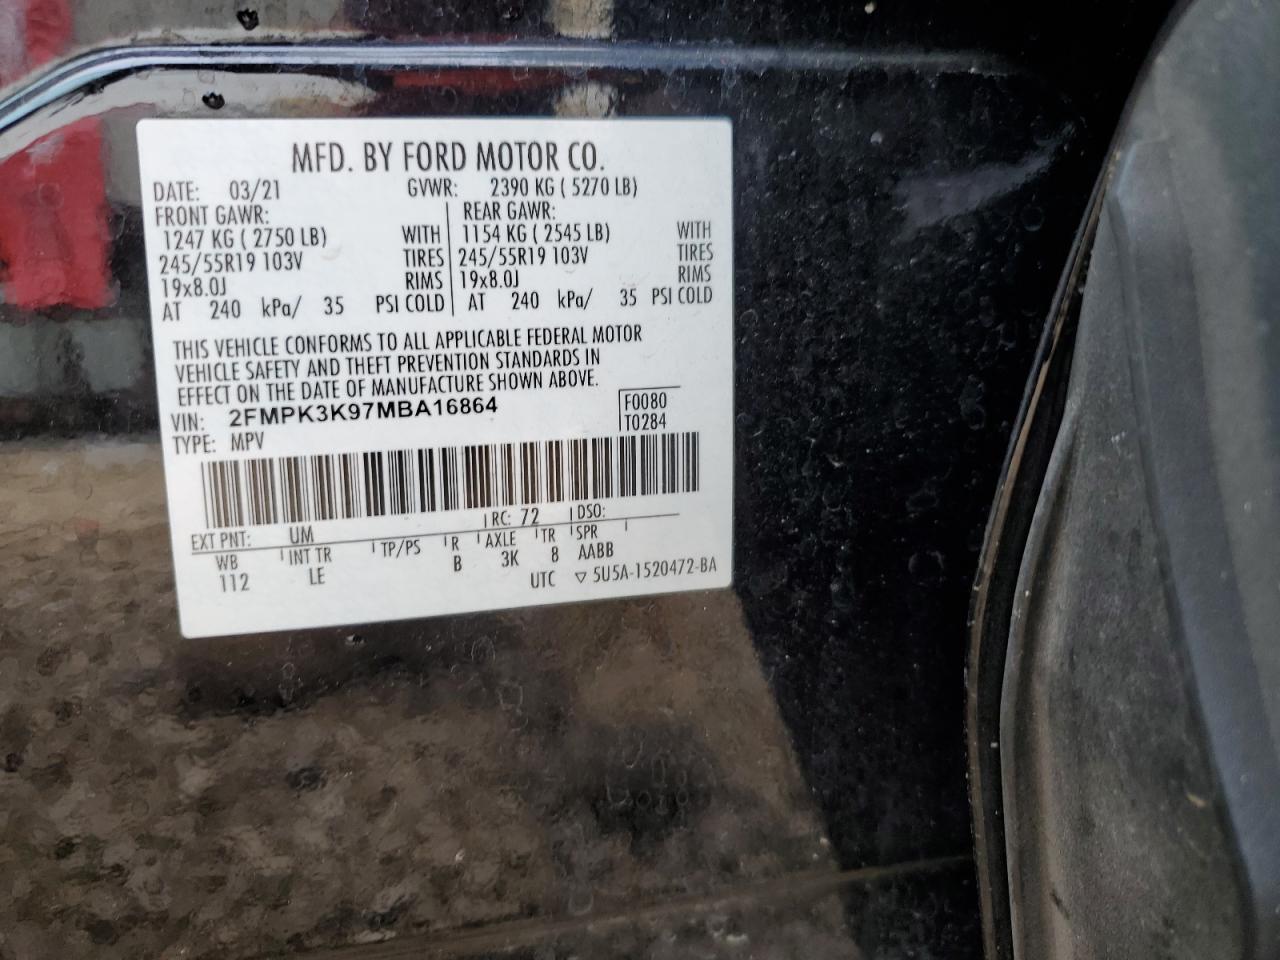 MFD. BY FORD MOTOR CO.
DATE: 03/21 GVWR: 2390 KG ( 5270 LB)
FRONT GAWR: REAR GAWR:
1247 KG ( 2750 LB) WITH 1154 KG ( 2545 LB) WITH
245/55R19 103V TIRES 245/55R19 103V TIRES
19x8.0J RIMS 19x8.0J RIMS
AT 240 kPa/ 35 PSI COLD AT 240 kPa/ 35 PSI COLD
THIS VEHICLE CONFORMS TO ALL APPLICABLE FEDERAL MOTOR
VEHICLE SAFETY AND THEFT PREVENTION STANDARDS IN
EFFECT ON THE DATE OF MANUFACTURE SHOWN ABOVE.
VIN: 2FMPK3K97MBA16864 F0080
TYPE: MPV T0284
EXT PNT: UM RC: 72 DSO:
WB INT TR TP/PS R AXLE TR SPR
112 LE B 3K 8 AABB
UTC ▽ 5U5A-1520472-BA